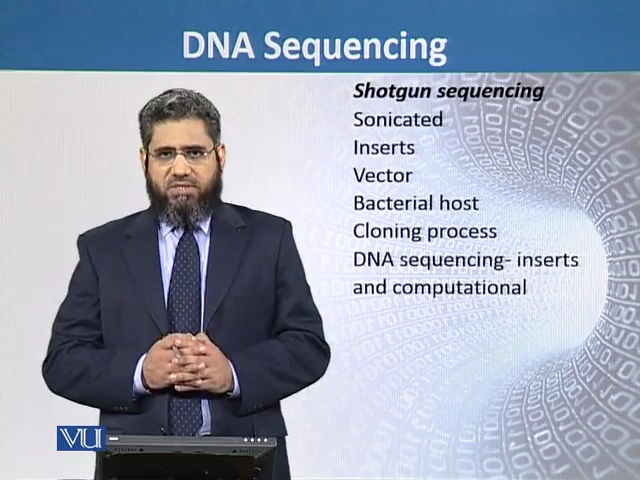 DNA Sequencing
Shotgun sequencing
Sonicated
Inserts
Vector
Bacterial host
Cloning process
DNA sequencing- inserts
and computational
VU